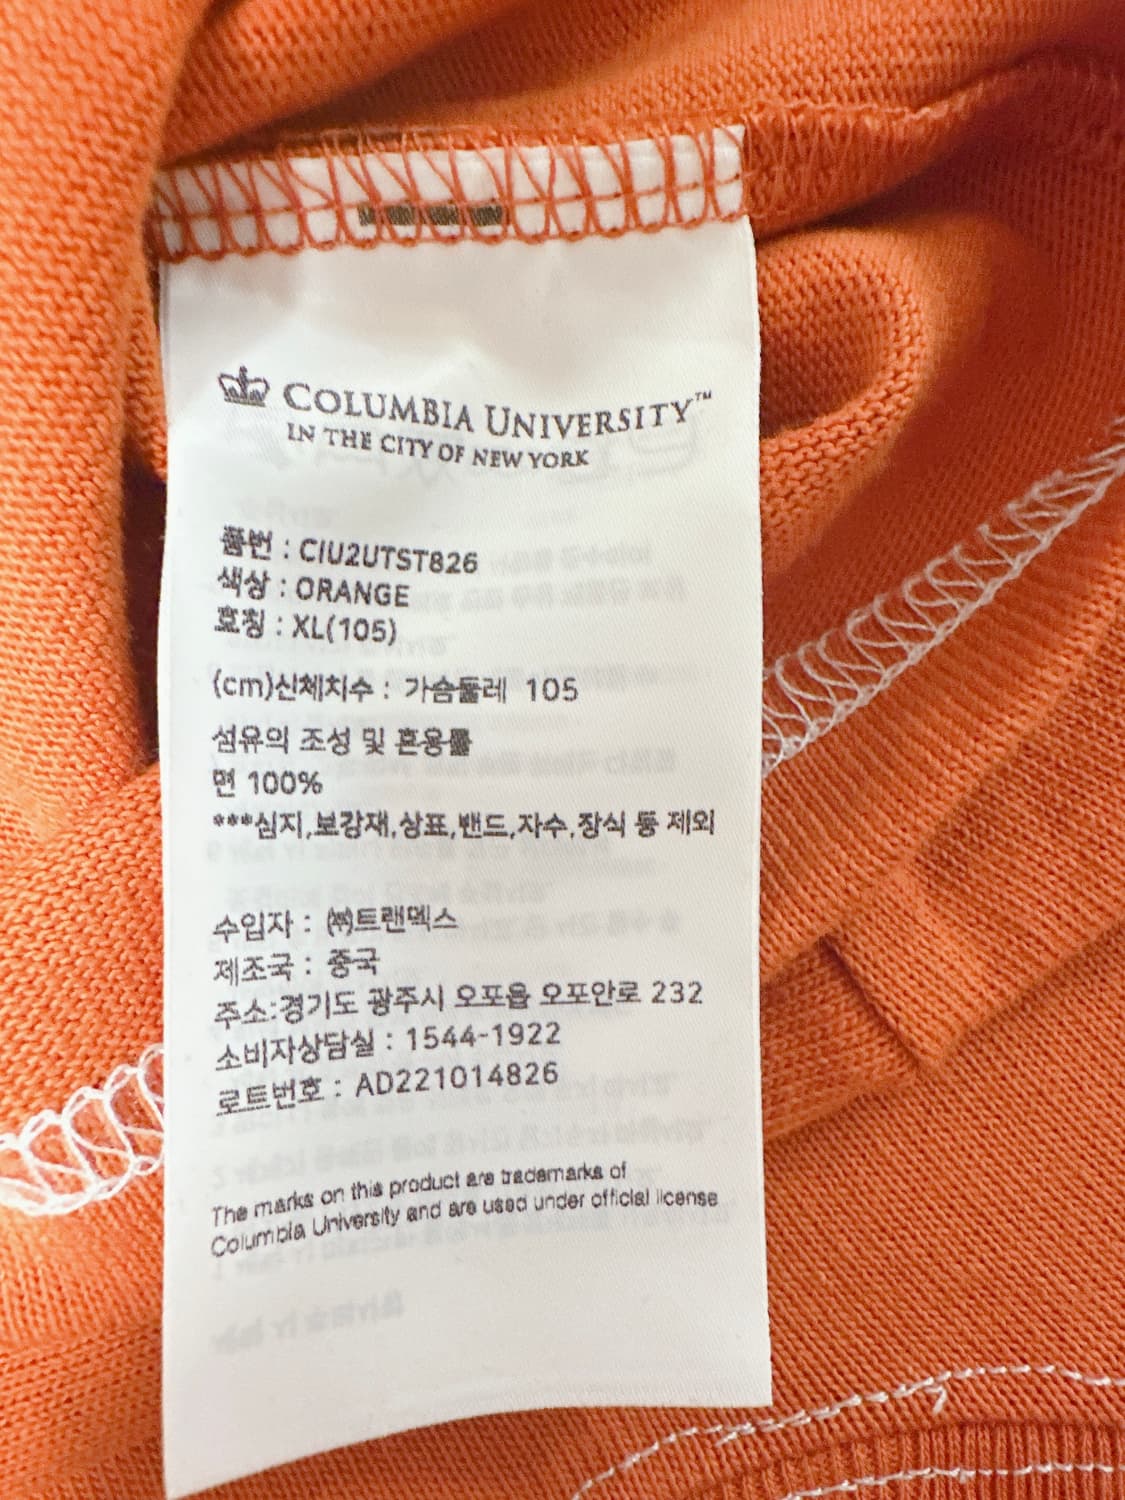 COLUMBIA UNIVERSITY™
IN THE CITY OF NEW YORK
품번 : CIU2UTST826
색상 : ORANGE
호칭 : XL(105)
(cm)신체치수 : 가슴둘레 105
섬유의 조성 및 혼용률
면 100%
***심지,보강재,상표,밴드,자수,장식 등 제외
수입자 : ㈜트랜덱스
제조국 : 중국
주소:경기도 광주시 오포읍 오포안로 232
소비자상담실 : 1544-1922
로트번호 : AD221014826
The marks on this product are trademarks of
Columbia University and are used under official license